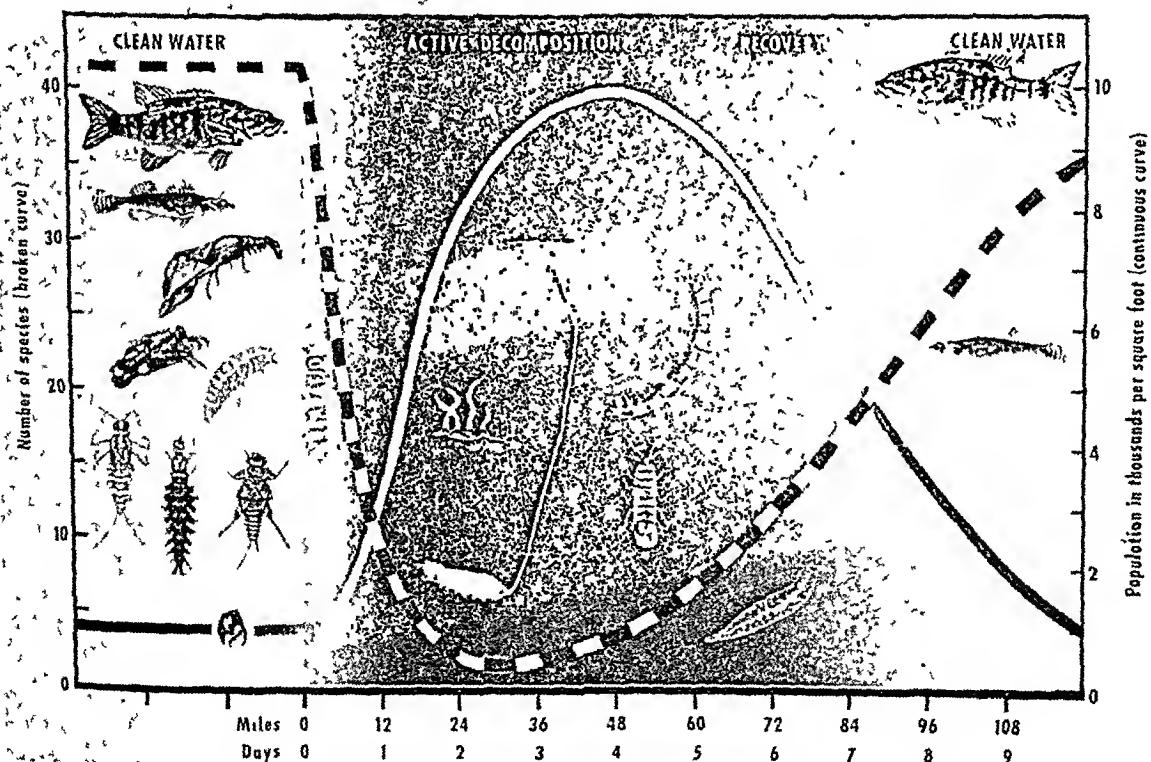 CLEAN WATER
ACTIVE DECOMPOSITION
RECOVERY
CLEAN WATER
Number of species (broken curve)
40
30
20
10
0
Population in thousands per square foot (continuous curve)
10
8
6
4
2
0
Miles 0 12 24 36 48 60 72 84 96 108
Days 0 1 2 3 4 5 6 7 8 9